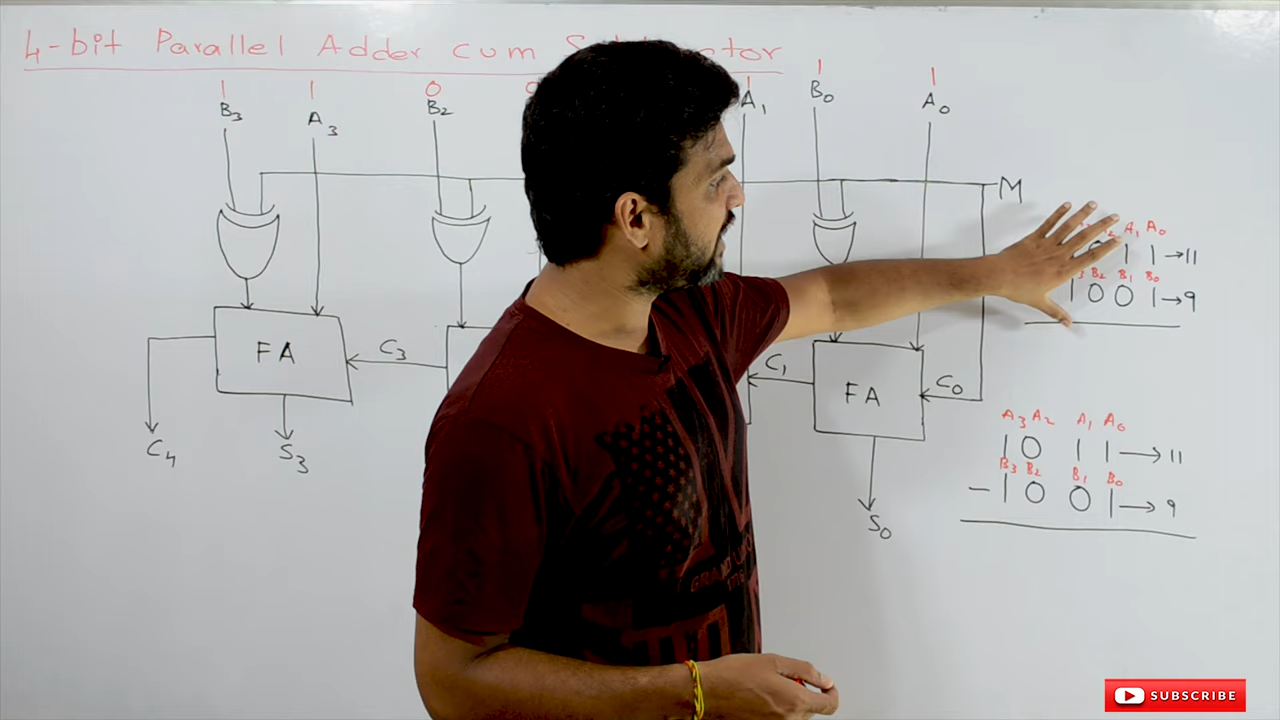 4-bit Parallel Adder cum
1 1 0 1 1 1
B3 A3 B2 A1 B0 A0
M
A1 A0
1 1 →11
B2 B1 B0
1 0 0 1 →9
FA C3 C1 FA C0
C4 S3 S0
A3 A2 A1 A0
1 0 1 1 → 11
B3 B2 B1 B0
- 1 0 0 1 → 9
GRAND
SUBSCRIBE